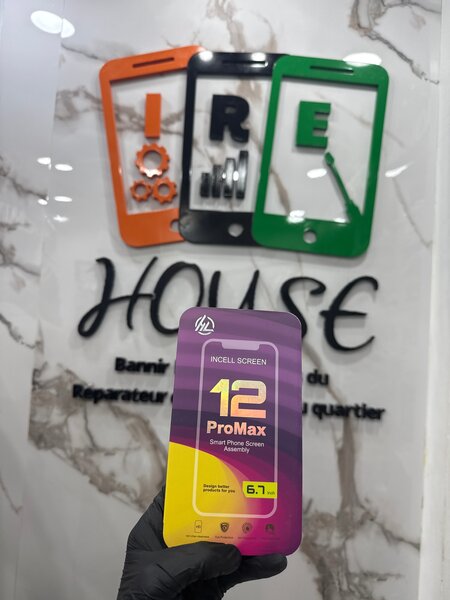 I R E
HOUSE
Bannir du
Réparateur quartier
HL
INCELL SCREEN
12
ProMax
Smart Phone Screen
Assembly
Design better
products for you
6.7 inch